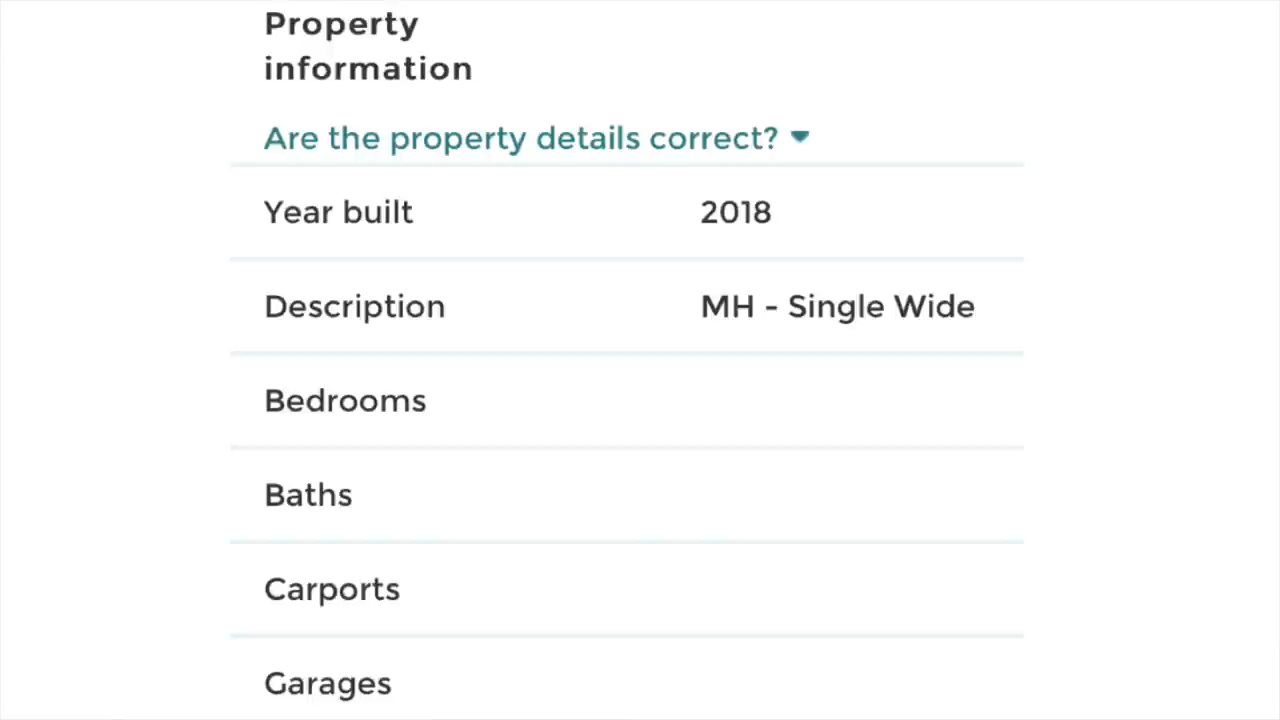 Property
information
Are the property details correct?
Year built 2018
Description MH - Single Wide
Bedrooms
Baths
Carports
Garages